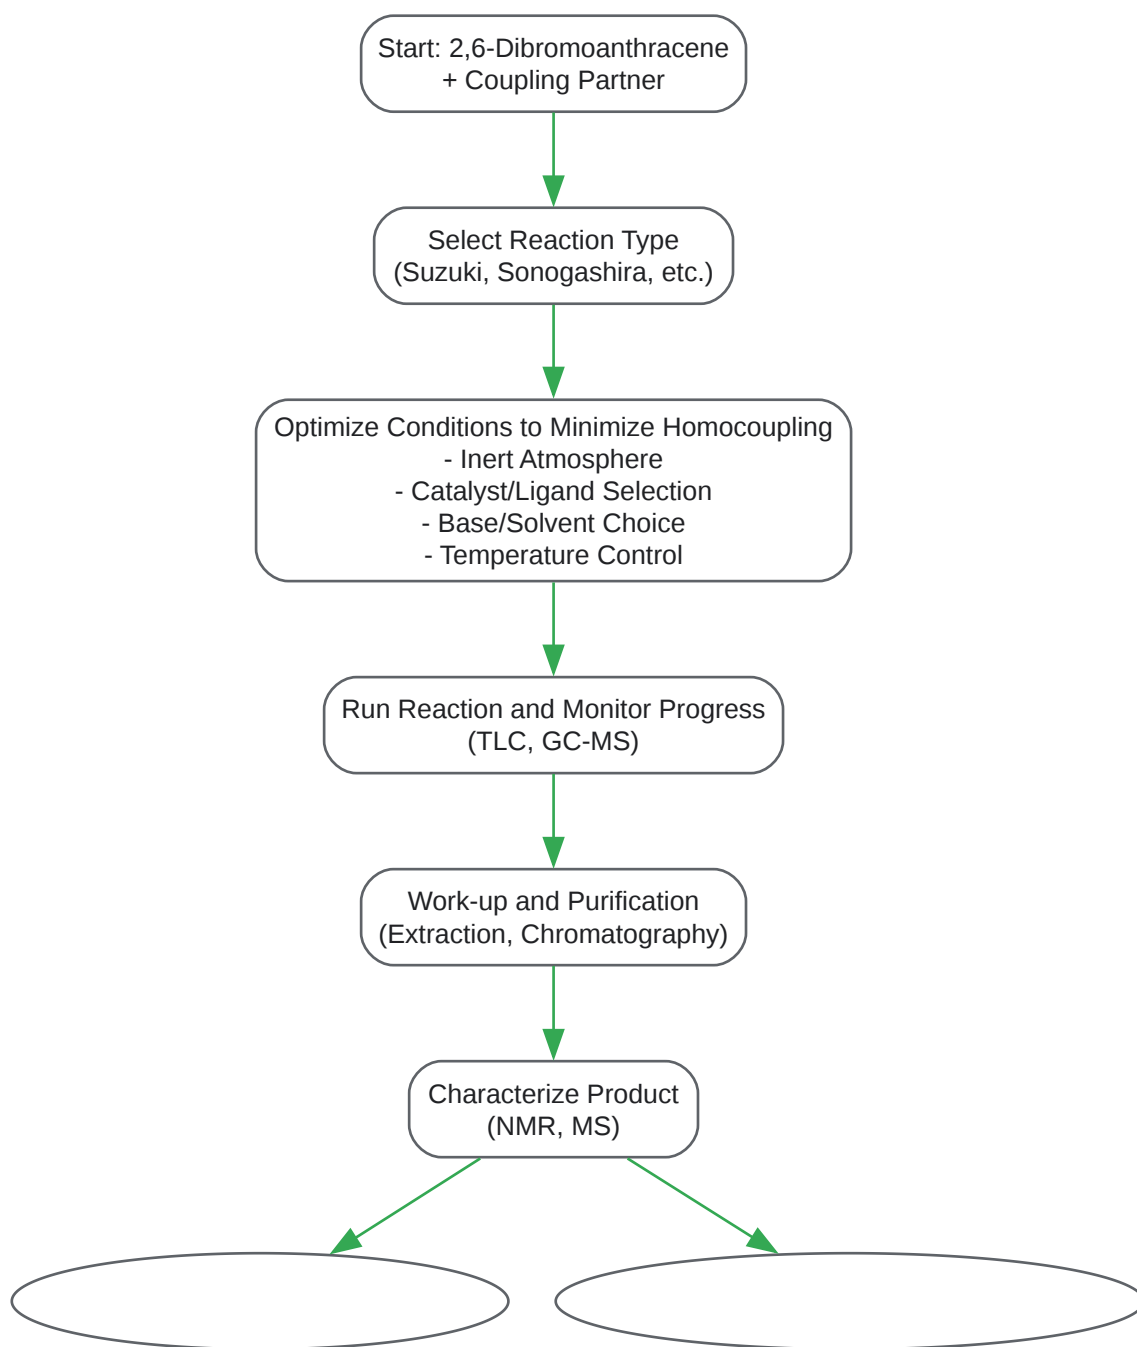 Start: 2,6-Dibromoanthracene
+ Coupling Partner
Select Reaction Type
(Suzuki, Sonogashira, etc.)
Optimize Conditions to Minimize Homocoupling
- Inert Atmosphere
- Catalyst/Ligand Selection
- Base/Solvent Choice
- Temperature Control
Run Reaction and Monitor Progress
(TLC, GC-MS)
Work-up and Purification
(Extraction, Chromatography)
Characterize Product
(NMR, MS)